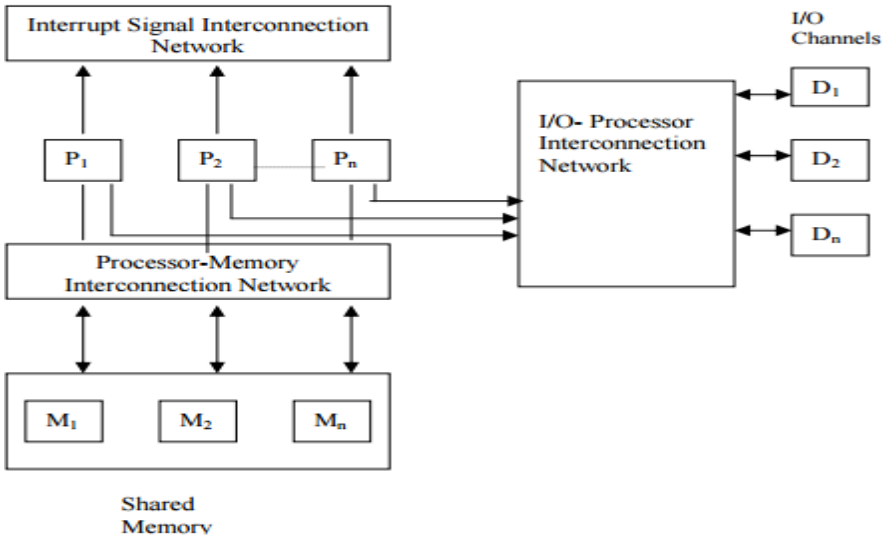 Interrupt Signal Interconnection
Network
I/O
Channels
P₁
P₂
Pₙ
I/O- Processor
Interconnection
Network
D₁
D₂
Dₙ
Processor-Memory
Interconnection Network
M₁
M₂
Mₙ
Shared
Memory